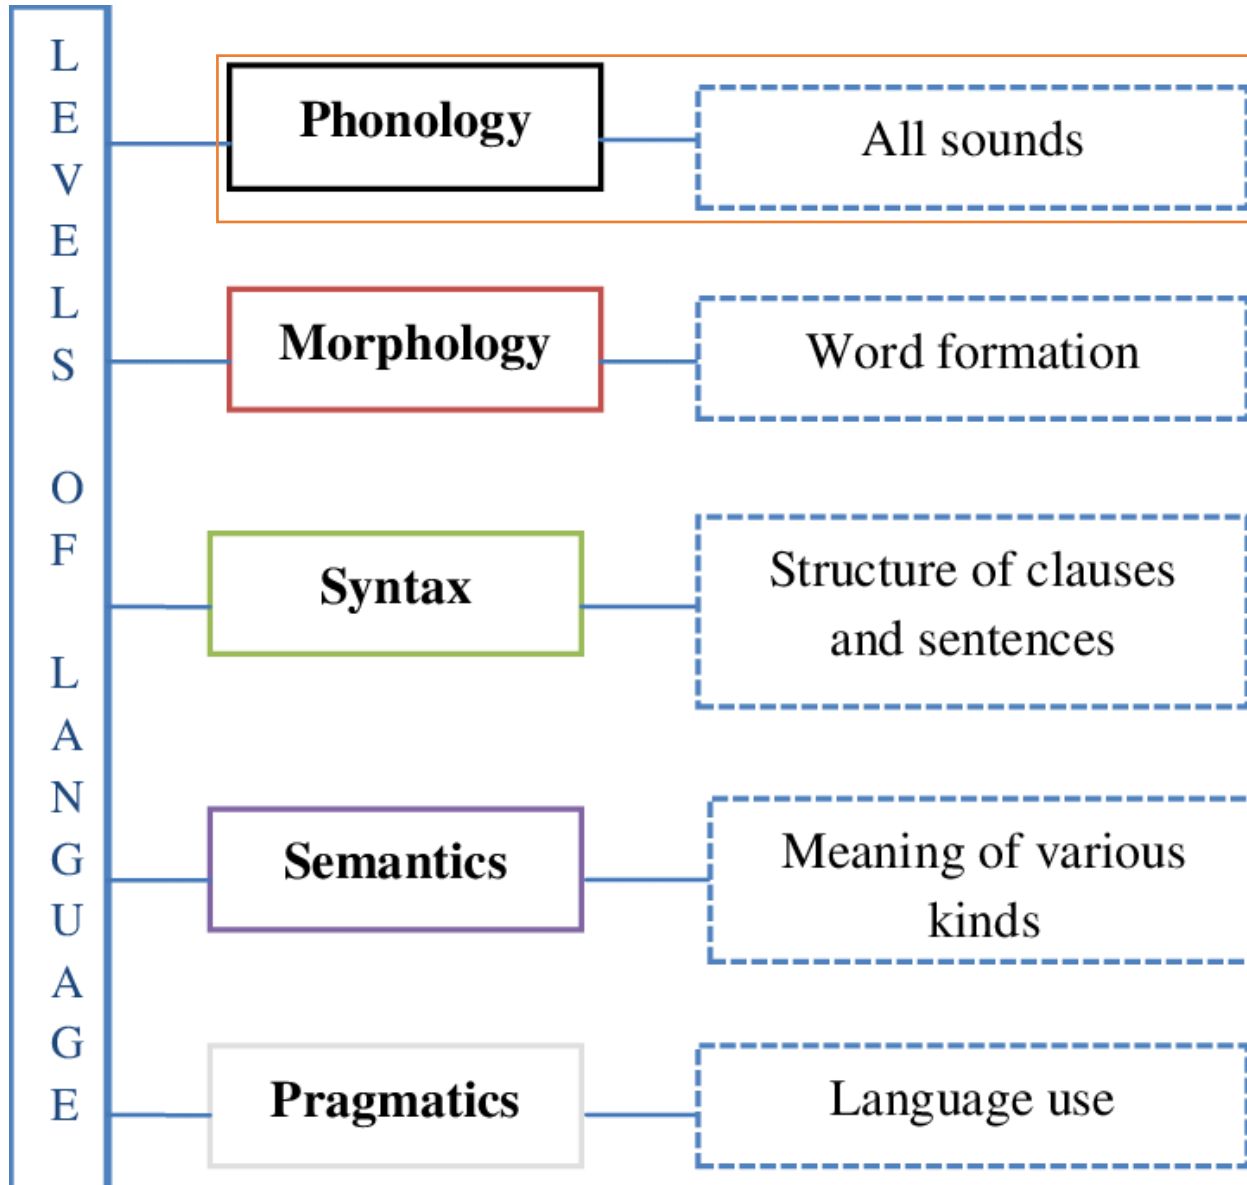 LEVELS OF LANGUAGE
Phonology
All sounds
Morphology
Word formation
Syntax
Structure of clauses
and sentences
Semantics
Meaning of various
kinds
Pragmatics
Language use